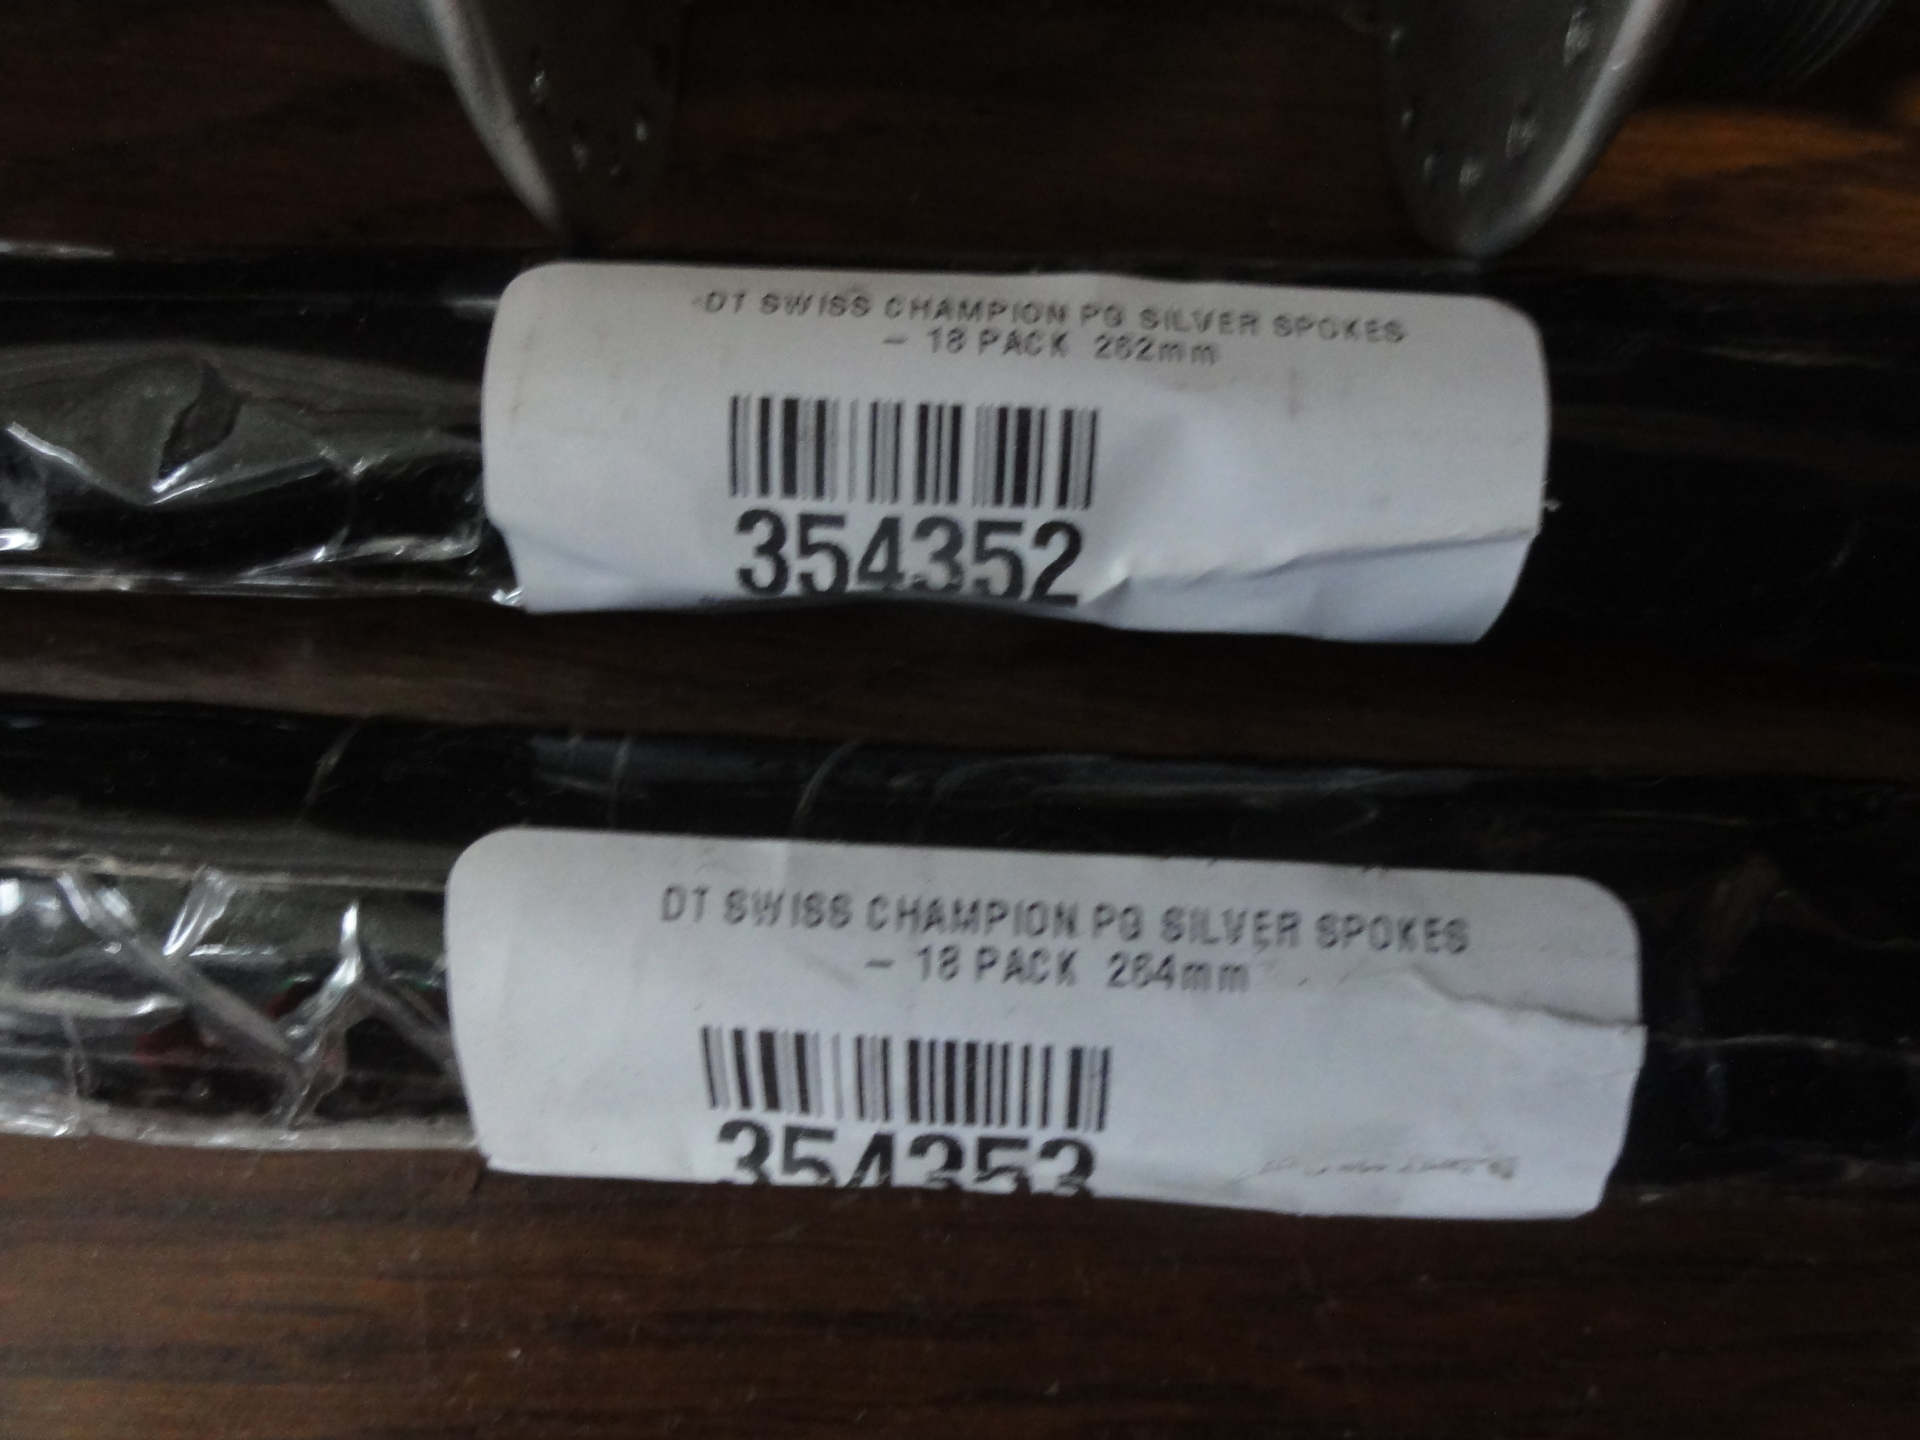 DT SWISS CHAMPION PG SILVER SPOKES
- 18 PACK 262mm
354352
DT SWISS CHAMPION PG SILVER SPOKES
- 18 PACK 264mm
354353